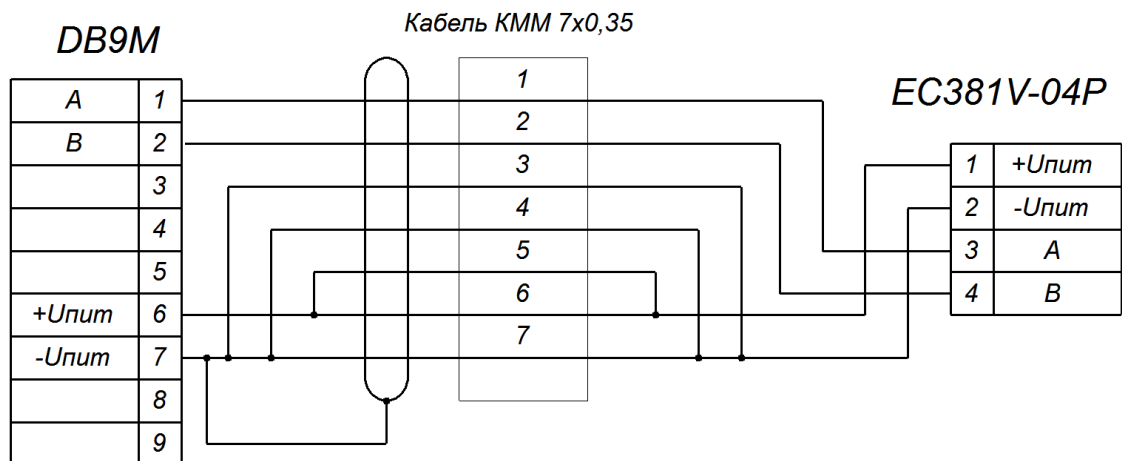 Кабель КММ 7х0,35
DB9M
A 1
B 2
3
4
5
+Uпит 6
-Uпит 7
8
9
1
2
3
4
5
6
7
EC381V-04P
1 +Uпит
2 -Uпит
3 A
4 B